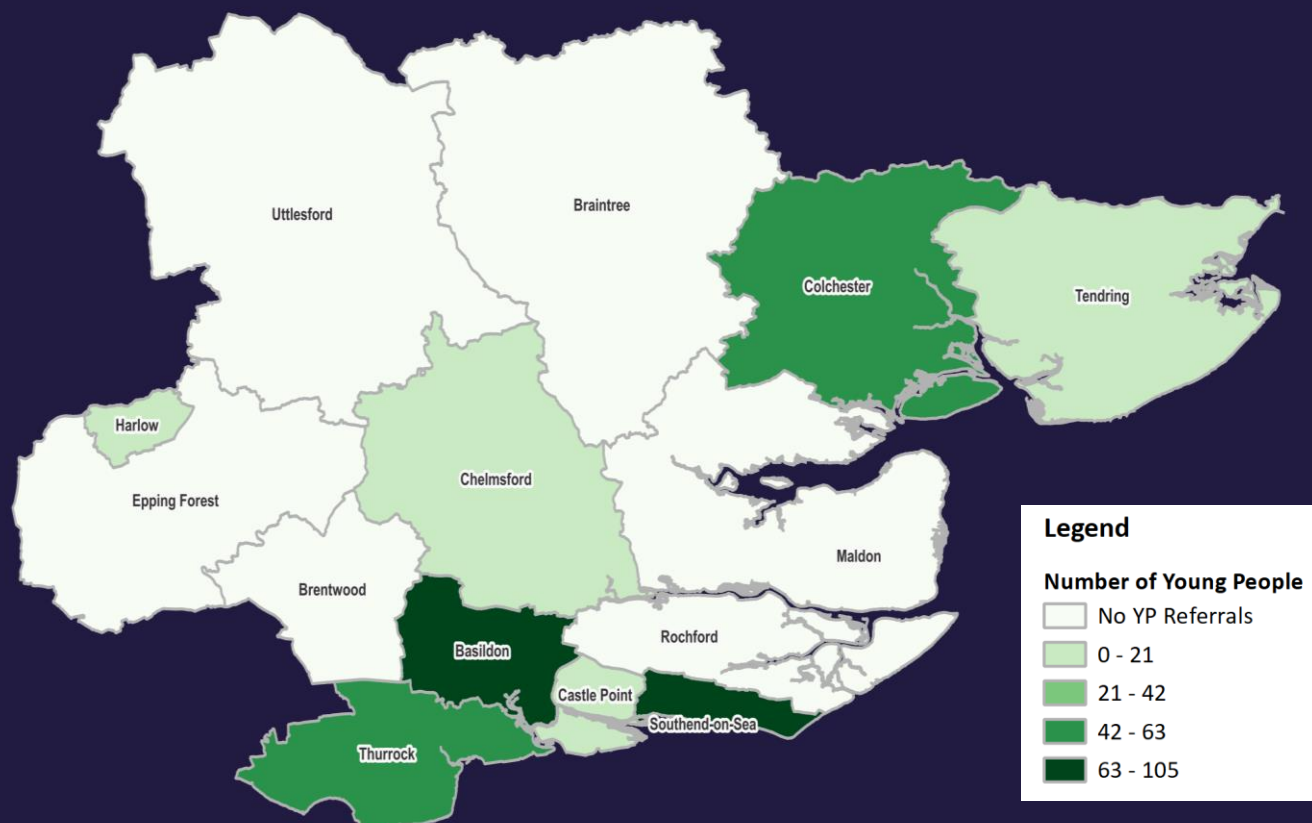 Uttlesford
Braintree
Colchester
Tendring
Harlow
Epping Forest
Chelmsford
Maldon
Brentwood
Rochford
Basildon
Castle Point
Southend-on-Sea
Thurrock
Legend
Number of Young People
No YP Referrals
0 - 21
21 - 42
42 - 63
63 - 105